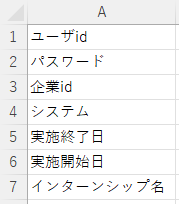 A
1 ユーザid
2 パスワード
3 企業id
4 システム
5 実施終了日
6 実施開始日
7 インターンシップ名